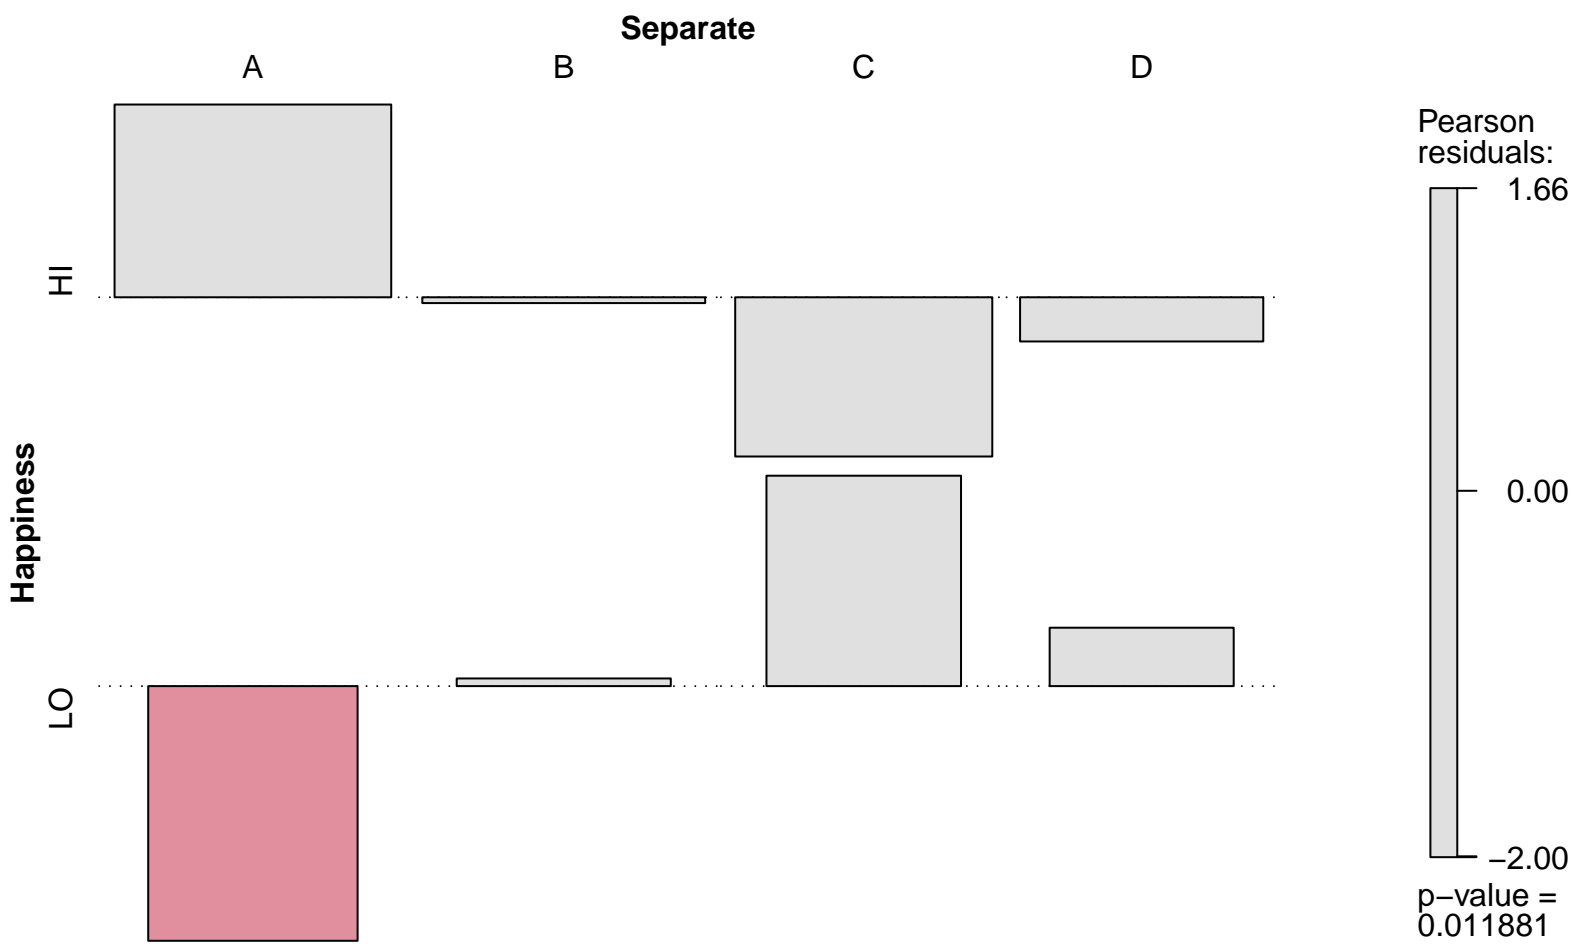 Separate
A B C D
HI
Happiness
LO
Pearson
residuals:
1.66
0.00
−2.00
p−value =
0.011881